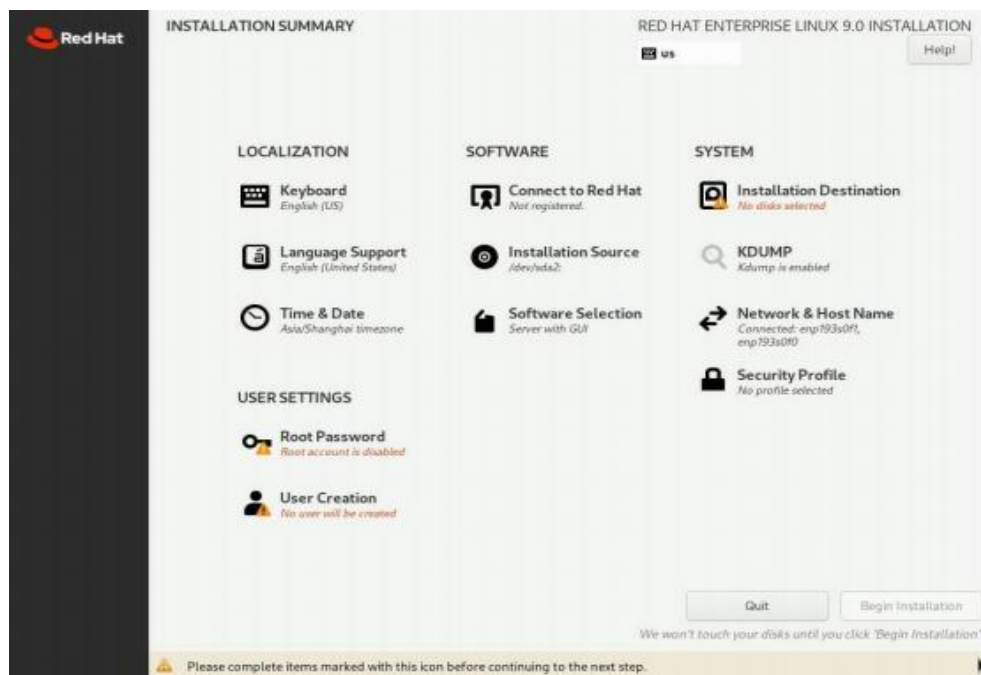 Red Hat
INSTALLATION SUMMARY
RED HAT ENTERPRISE LINUX 9.0 INSTALLATION
us
Help!
LOCALIZATION
Keyboard
English (US)
Language Support
English (United States)
Time & Date
Asia/Shanghai timezone
USER SETTINGS
Root Password
Root account is disabled
User Creation
No user will be created
SOFTWARE
Connect to Red Hat
Not registered.
Installation Source
/dev/sda2:
Software Selection
Server with GUI
SYSTEM
Installation Destination
No disks selected
KDUMP
Kdump is enabled
Network & Host Name
Connected: enp193s0f1,
enp193s0f0
Security Profile
No profile selected
Quit
Begin Installation
We won't touch your disks until you click 'Begin Installation'
Please complete items marked with this icon before continuing to the next step.